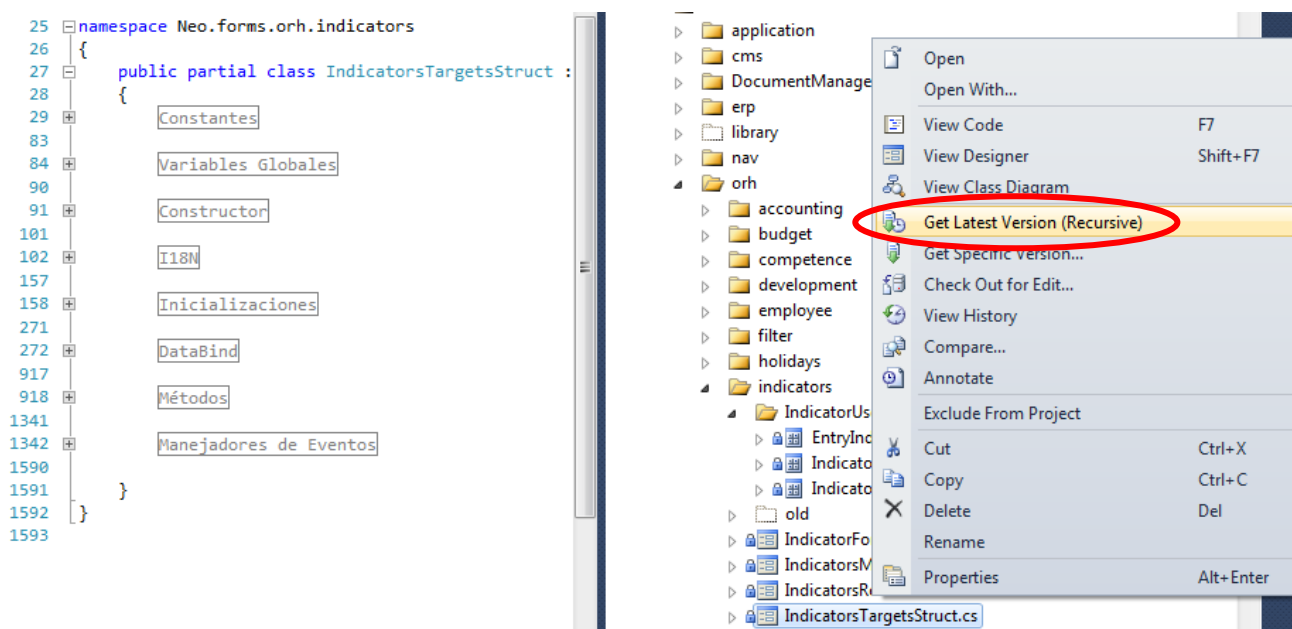 25 namespace Neo.forms.orh.indicators
26 {
27 public partial class IndicatorsTargetsStruct :
28 {
29 Constantes
83
84 Variables Globales
90
91 Constructor
101
102 I18N
157
158 Inicializaciones
271
272 DataBind
917
918 Métodos
1341
1342 Manejadores de Eventos
1590
1591 }
1592 }
1593
application
cms
DocumentManage
erp
library
nav
orh
accounting
budget
competence
development
employee
filter
holidays
indicators
IndicatorUs
EntryInd
Indicato
Indicato
old
IndicatorFo
IndicatorsM
IndicatorsRe
IndicatorsTargetsStruct.cs
Open
Open With...
View Code F7
View Designer Shift+F7
View Class Diagram
Get Latest Version (Recursive)
Get Specific Version...
Check Out for Edit...
View History
Compare...
Annotate
Exclude From Project
Cut Ctrl+X
Copy Ctrl+C
Delete Del
Rename
Properties Alt+Enter